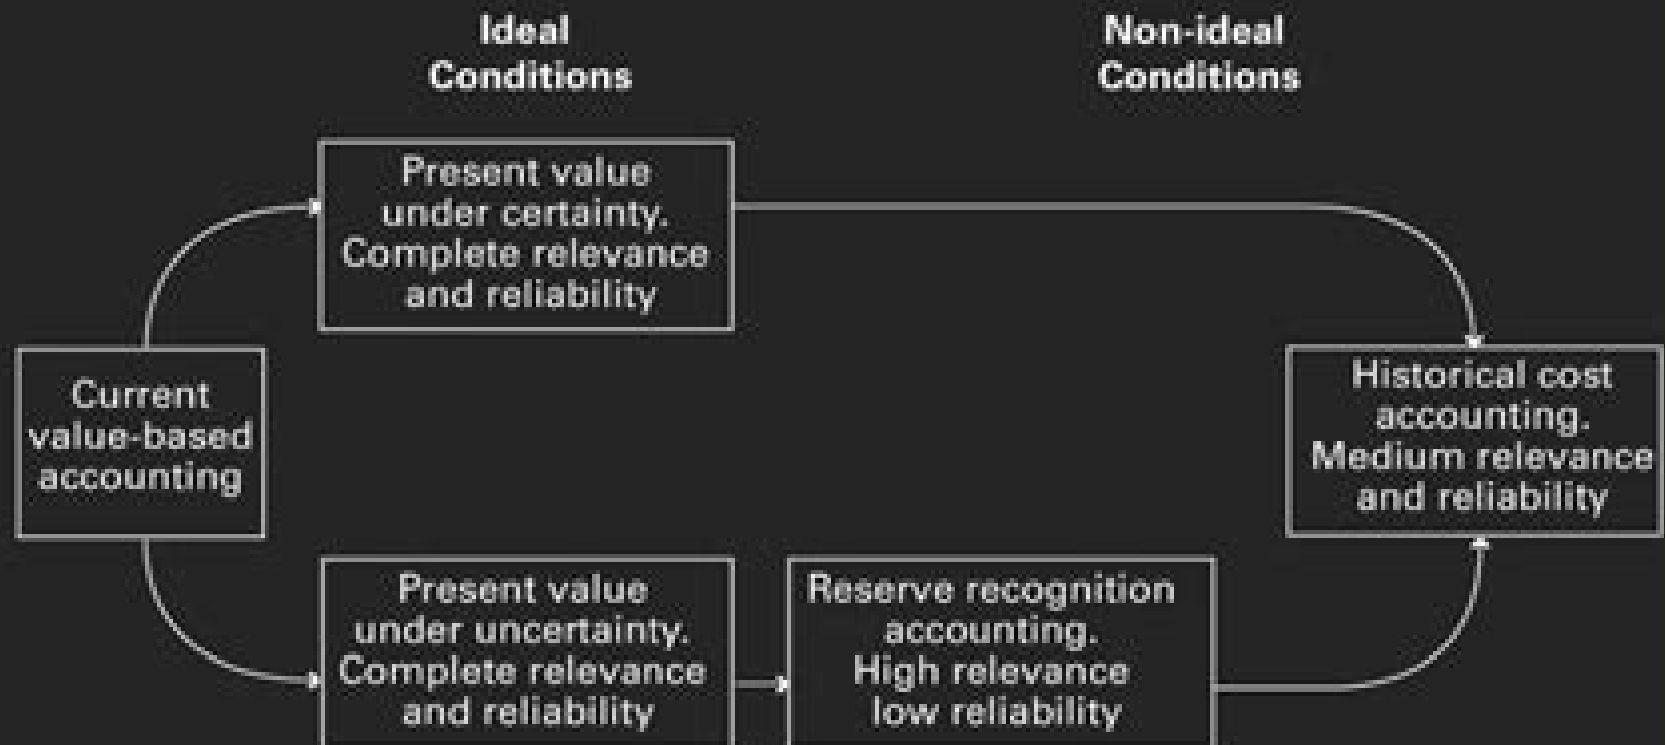 Ideal
Conditions
Non-ideal
Conditions
Present value
under certainty.
Complete relevance
and reliability
Current
value-based
accounting
Historical cost
accounting.
Medium relevance
and reliability
Present value
under uncertainty.
Complete relevance
and reliability
Reserve recognition
accounting.
High relevance
low reliability